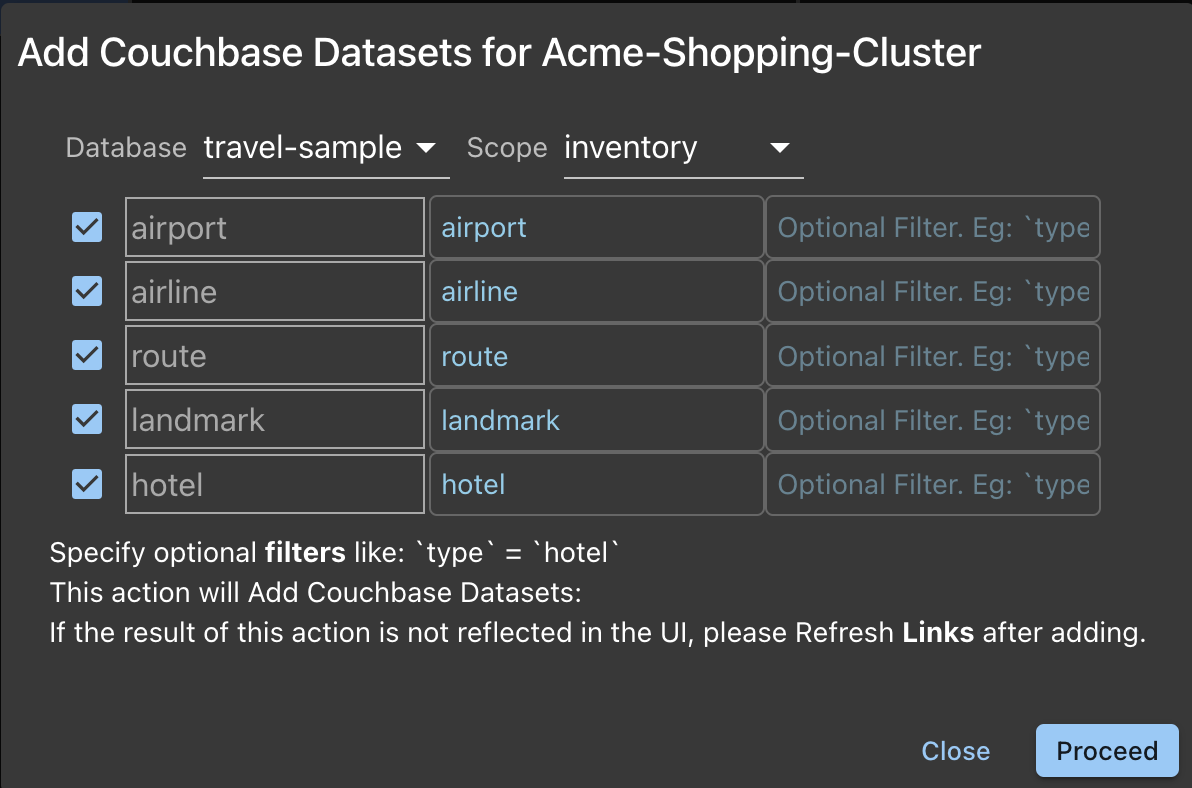 Add Couchbase Datasets for Acme-Shopping-Cluster
Database travel-sample Scope inventory
airport airport Optional Filter. Eg: `type
airline airline Optional Filter. Eg: `type
route route Optional Filter. Eg: `type
landmark landmark Optional Filter. Eg: `type
hotel hotel Optional Filter. Eg: `type
Specify optional filters like: `type` = `hotel`
This action will Add Couchbase Datasets:
If the result of this action is not reflected in the UI, please Refresh Links after adding.
Close Proceed